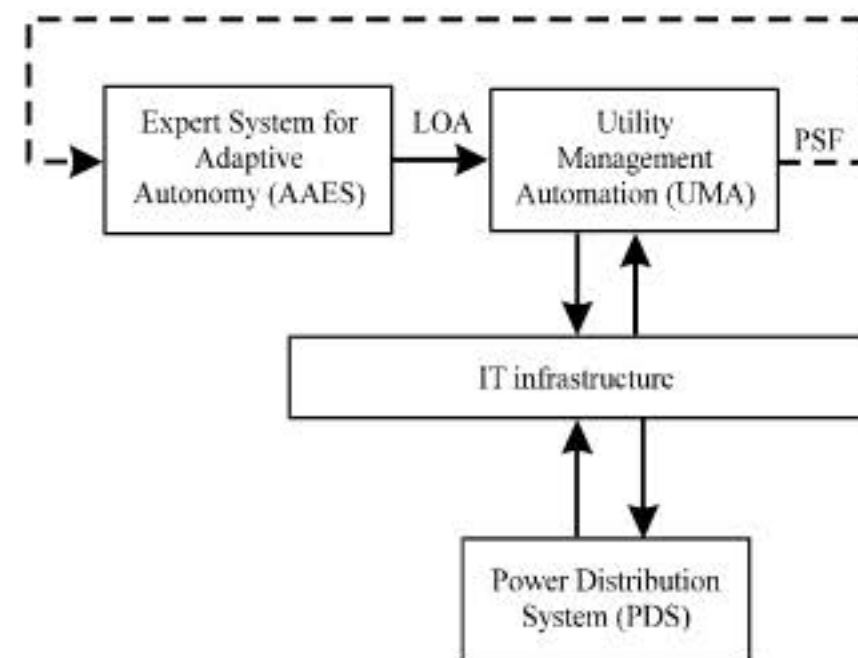 Expert System for
Adaptive
Autonomy (AAES)
LOA
Utility
Management
Automation (UMA)
PSF
IT infrastructure
Power Distribution
System (PDS)